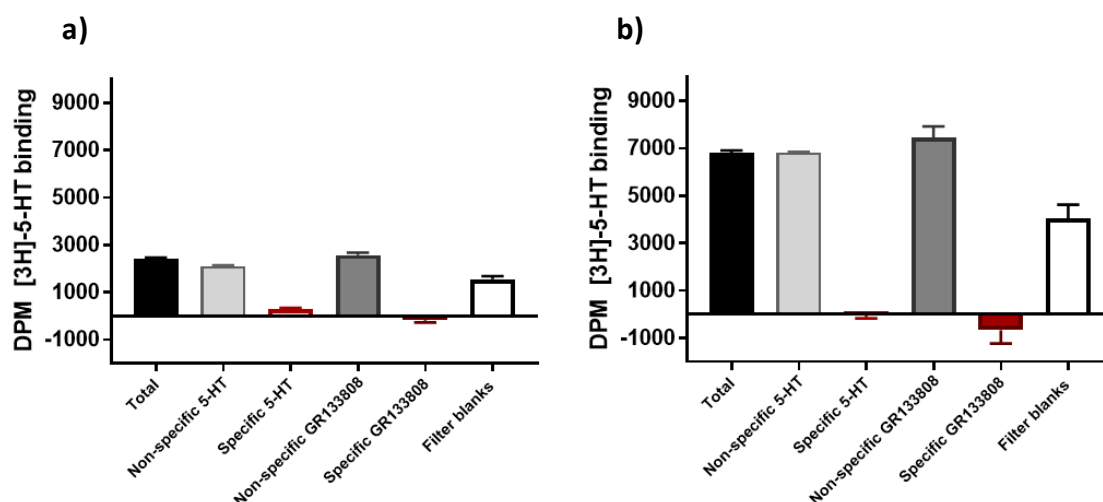 a)
DPM [3H]-5-HT binding
9000
7000
5000
3000
1000
-1000
Total
Non-specific 5-HT
Specific 5-HT
Non-specific GR133808
Specific GR133808
Filter blanks
b)
DPM [3H]-5-HT binding
9000
7000
5000
3000
1000
-1000
Total
Non-specific 5-HT
Specific 5-HT
Non-specific GR133808
Specific GR133808
Filter blanks